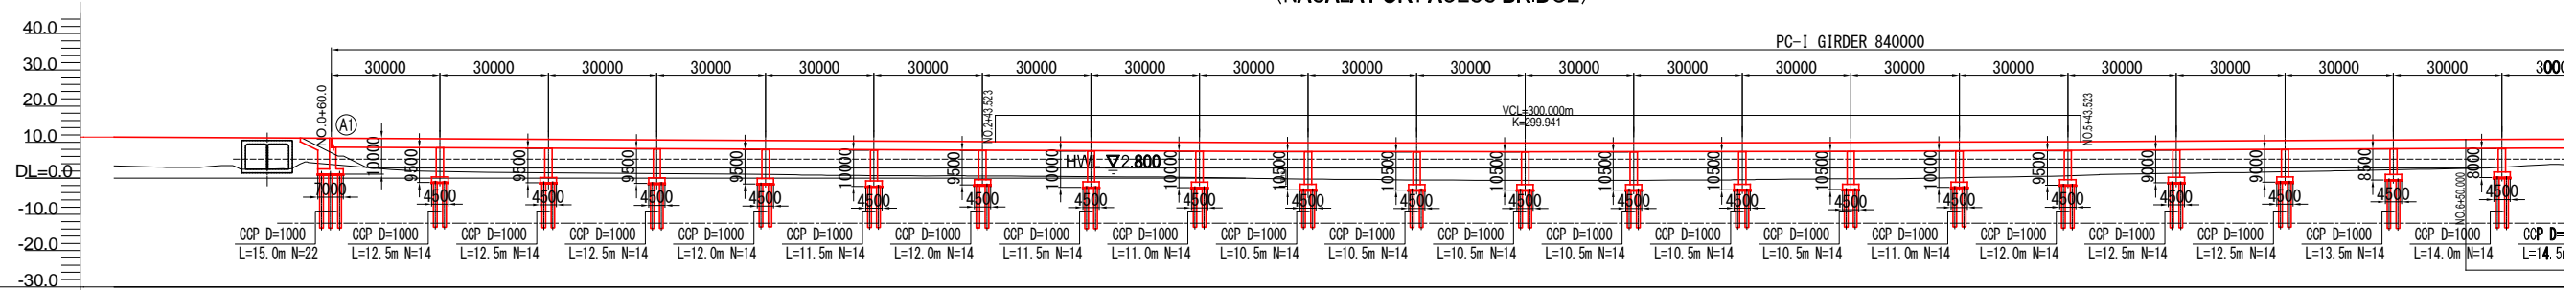 PC-I GIRDER 840000
40.0
30.0
20.0
10.0
DL=0.0
-10.0
-20.0
-30.0
30000 30000 30000 30000 30000 30000 30000 30000 30000 30000 30000 30000 30000 30000 30000 30000 30000 30000 30000 30000
NO.0+60.0
A1
NO.2+43.523
VCL=300.000m
K=299.941
NO.5+43.523
HWL ▽2.800
10000 9500 9500 9500 9500 10000 9500 10000 10000 10500 10500 10500 10500 10500 10500 10000 9500 9000 9000 8500 8000
7000 4500 4500 4500 4500 4500 4500 4500 4500 4500 4500 4500 4500 4500 4500 4500 4500 4500 4500 4500 4500
NO.6+50.000
CCP D=1000 CCP D=1000 CCP D=1000 CCP D=1000 CCP D=1000 CCP D=1000 CCP D=1000 CCP D=1000 CCP D=1000 CCP D=1000 CCP D=1000 CCP D=1000 CCP D=1000 CCP D=1000 CCP D=1000 CCP D=1000 CCP D=1000 CCP D=1000 CCP D=1000 CCP D=1000 CCP D=1000 CCP D=
L=15.0m N=22 L=12.5m N=14 L=12.5m N=14 L=12.5m N=14 L=12.0m N=14 L=11.5m N=14 L=12.0m N=14 L=11.5m N=14 L=11.0m N=14 L=10.5m N=14 L=10.5m N=14 L=10.5m N=14 L=10.5m N=14 L=10.5m N=14 L=10.5m N=14 L=11.0m N=14 L=12.0m N=14 L=12.5m N=14 L=12.5m N=14 L=13.5m N=14 L=14.0m N=14